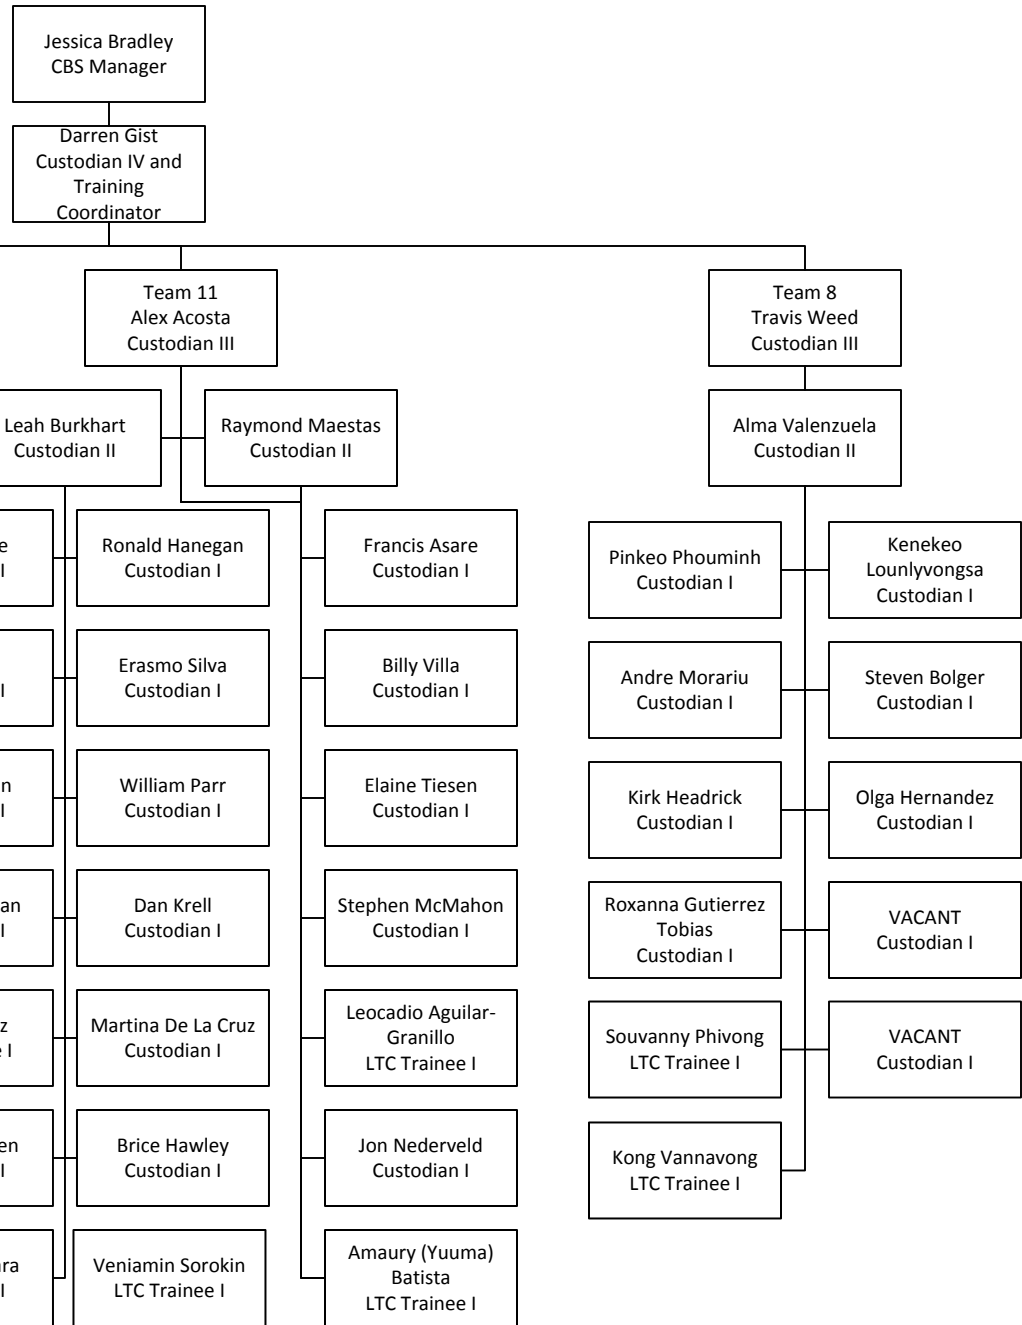 Jessica Bradley
CBS Manager
Darren Gist
Custodian IV and
Training
Coordinator
Team 11
Alex Acosta
Custodian III
Team 8
Travis Weed
Custodian III
Leah Burkhart
Custodian II
Raymond Maestas
Custodian II
Alma Valenzuela
Custodian II
Ronald Hanegan
Custodian I
Francis Asare
Custodian I
Pinkeo Phouminh
Custodian I
Kenekeo
Lounlyvongsa
Custodian I
Erasmo Silva
Custodian I
Billy Villa
Custodian I
Andre Morariu
Custodian I
Steven Bolger
Custodian I
William Parr
Custodian I
Elaine Tiesen
Custodian I
Kirk Headrick
Custodian I
Olga Hernandez
Custodian I
Dan Krell
Custodian I
Stephen McMahon
Custodian I
Roxanna Gutierrez
Tobias
Custodian I
VACANT
Custodian I
Martina De La Cruz
Custodian I
Leocadio Aguilar-
Granillo
LTC Trainee I
Souvanny Phivong
LTC Trainee I
VACANT
Custodian I
Brice Hawley
Custodian I
Jon Nederveld
Custodian I
Kong Vannavong
LTC Trainee I
Veniamin Sorokin
LTC Trainee I
Amaury (Yuuma)
Batista
LTC Trainee I